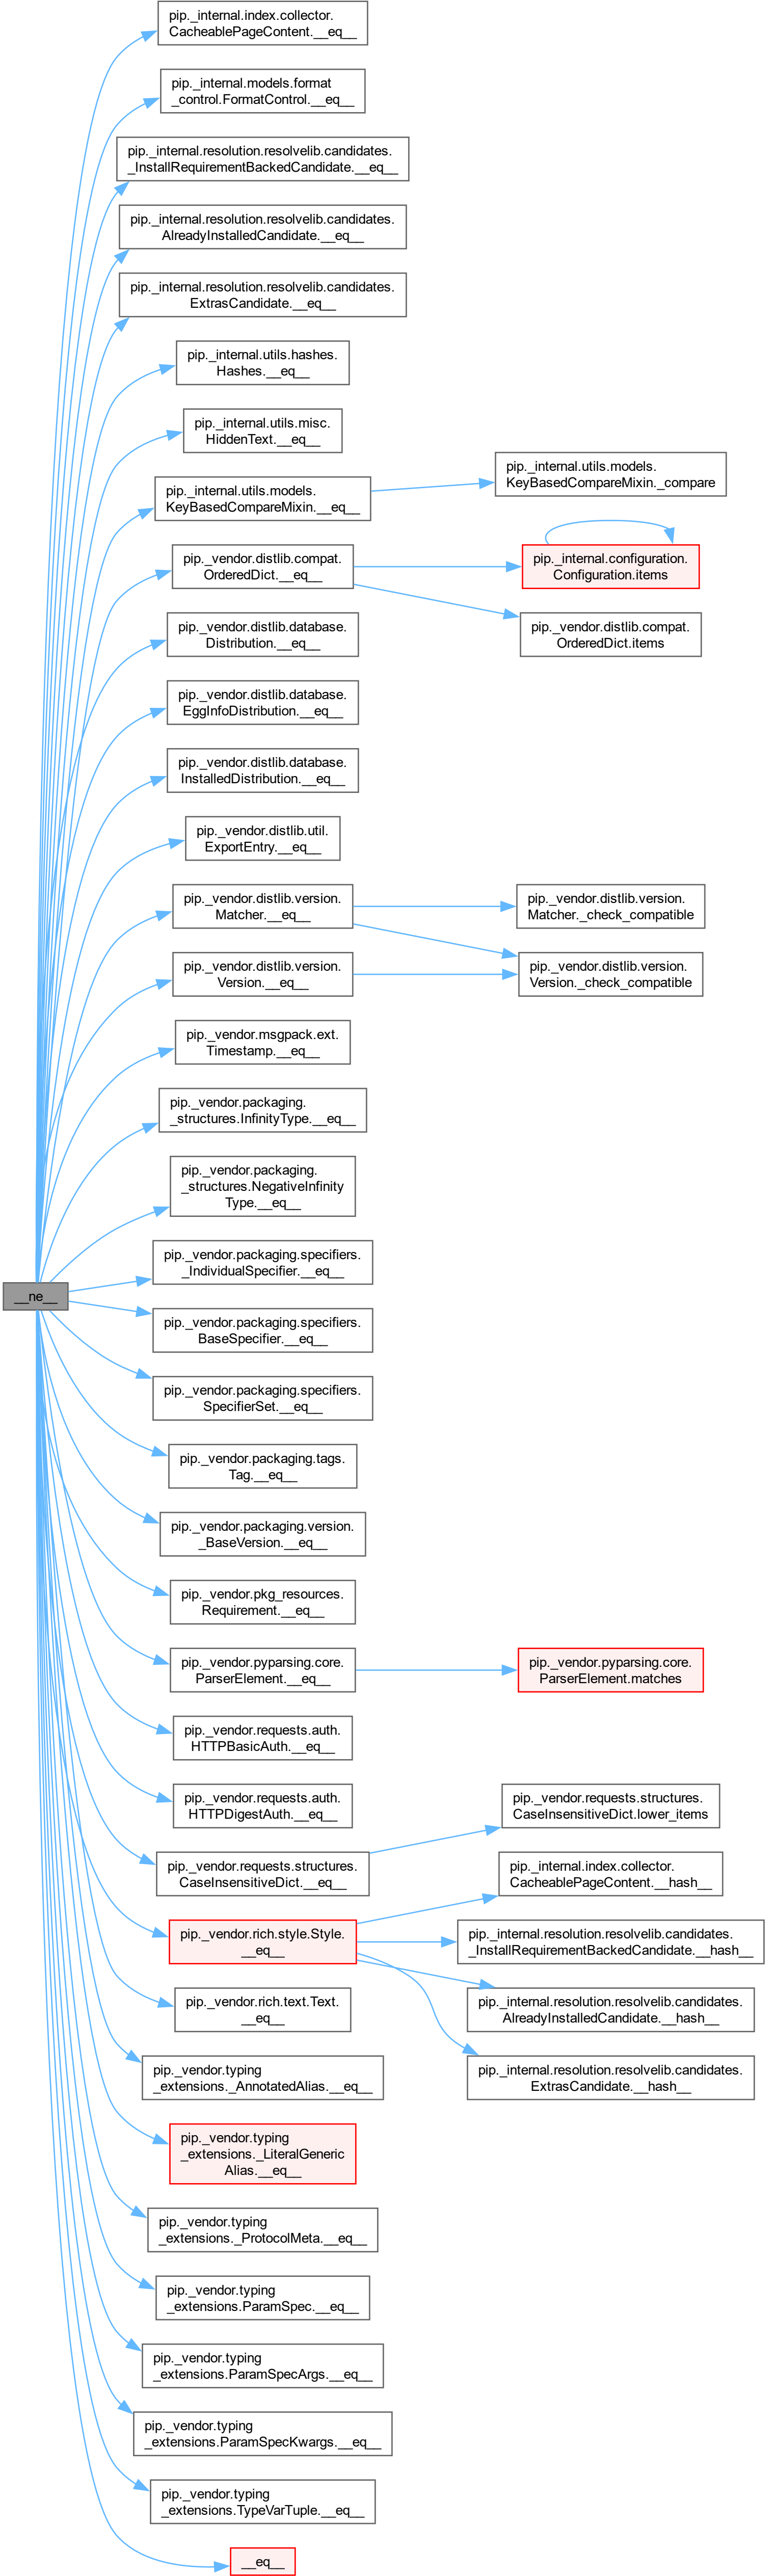 pip._internal.index.collector.
CacheablePageContent.__eq__
pip._internal.models.format
_control.FormatControl.__eq__
pip._internal.resolution.resolvelib.candidates.
_InstallRequirementBackedCandidate.__eq__
pip._internal.resolution.resolvelib.candidates.
AlreadyInstalledCandidate.__eq__
pip._internal.resolution.resolvelib.candidates.
ExtrasCandidate.__eq__
pip._internal.utils.hashes.
Hashes.__eq__
pip._internal.utils.misc.
HiddenText.__eq__
pip._internal.utils.models.
KeyBasedCompareMixin._compare
pip._internal.utils.models.
KeyBasedCompareMixin.__eq__
pip._vendor.distlib.compat.
OrderedDict.__eq__
pip._internal.configuration.
Configuration.items
pip._vendor.distlib.compat.
OrderedDict.items
pip._vendor.distlib.database.
Distribution.__eq__
pip._vendor.distlib.database.
EggInfoDistribution.__eq__
pip._vendor.distlib.database.
InstalledDistribution.__eq__
pip._vendor.distlib.util.
ExportEntry.__eq__
pip._vendor.distlib.version.
Matcher.__eq__
pip._vendor.distlib.version.
Matcher._check_compatible
pip._vendor.distlib.version.
Version.__eq__
pip._vendor.distlib.version.
Version._check_compatible
pip._vendor.msgpack.ext.
Timestamp.__eq__
pip._vendor.packaging.
_structures.InfinityType.__eq__
pip._vendor.packaging.
_structures.NegativeInfinity
Type.__eq__
pip._vendor.packaging.specifiers.
_IndividualSpecifier.__eq__
__ne__
pip._vendor.packaging.specifiers.
BaseSpecifier.__eq__
pip._vendor.packaging.specifiers.
SpecifierSet.__eq__
pip._vendor.packaging.tags.
Tag.__eq__
pip._vendor.packaging.version.
_BaseVersion.__eq__
pip._vendor.pkg_resources.
Requirement.__eq__
pip._vendor.pyparsing.core.
ParserElement.__eq__
pip._vendor.pyparsing.core.
ParserElement.matches
pip._vendor.requests.auth.
HTTPBasicAuth.__eq__
pip._vendor.requests.auth.
HTTPDigestAuth.__eq__
pip._vendor.requests.structures.
CaseInsensitiveDict.lower_items
pip._vendor.requests.structures.
CaseInsensitiveDict.__eq__
pip._internal.index.collector.
CacheablePageContent.__hash__
pip._vendor.rich.style.Style.
__eq__
pip._internal.resolution.resolvelib.candidates.
_InstallRequirementBackedCandidate.__hash__
pip._internal.resolution.resolvelib.candidates.
AlreadyInstalledCandidate.__hash__
pip._vendor.rich.text.Text.
__eq__
pip._internal.resolution.resolvelib.candidates.
ExtrasCandidate.__hash__
pip._vendor.typing
_extensions._AnnotatedAlias.__eq__
pip._vendor.typing
_extensions._LiteralGeneric
Alias.__eq__
pip._vendor.typing
_extensions._ProtocolMeta.__eq__
pip._vendor.typing
_extensions.ParamSpec.__eq__
pip._vendor.typing
_extensions.ParamSpecArgs.__eq__
pip._vendor.typing
_extensions.ParamSpecKwargs.__eq__
pip._vendor.typing
_extensions.TypeVarTuple.__eq__
__eq__